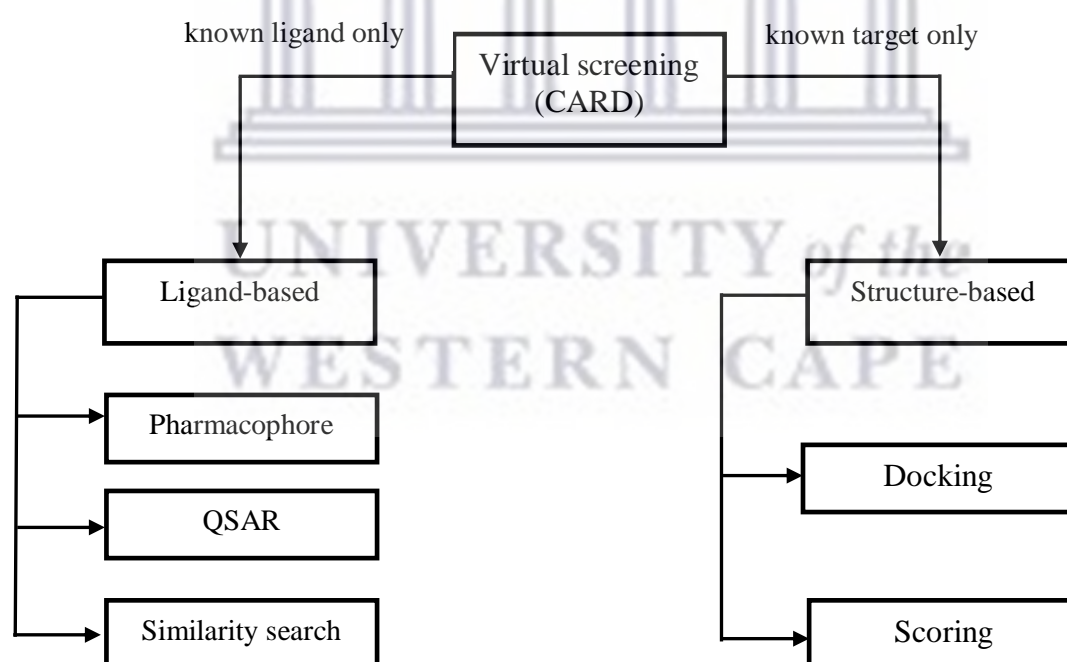 known ligand only
known target only
Virtual screening
(CARD)
UNIVERSITY of the
WESTERN CAPE
Ligand-based
Structure-based
Pharmacophore
Docking
QSAR
Similarity search
Scoring